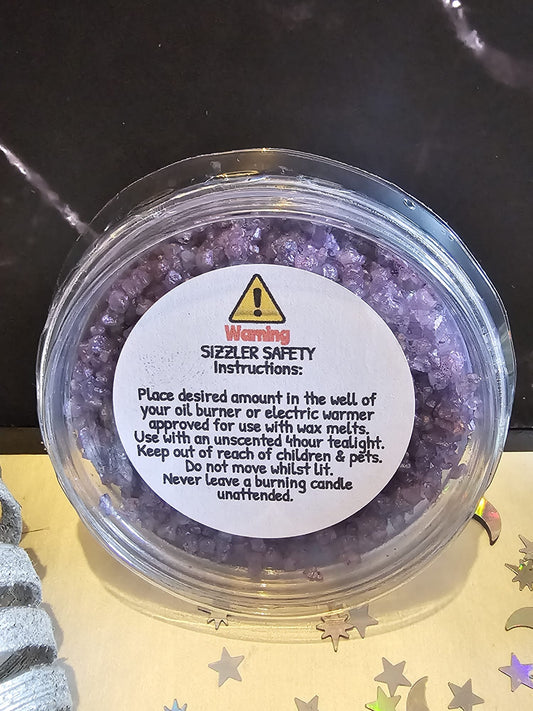 Warning
SIZZLER SAFETY
Instructions:
Place desired amount in the well of
your oil burner or electric warmer
approved for use with wax melts.
Use with an unscented 4hour tealight.
Keep out of reach of children & pets.
Do not move whilst lit.
Never leave a burning candle
unattended.